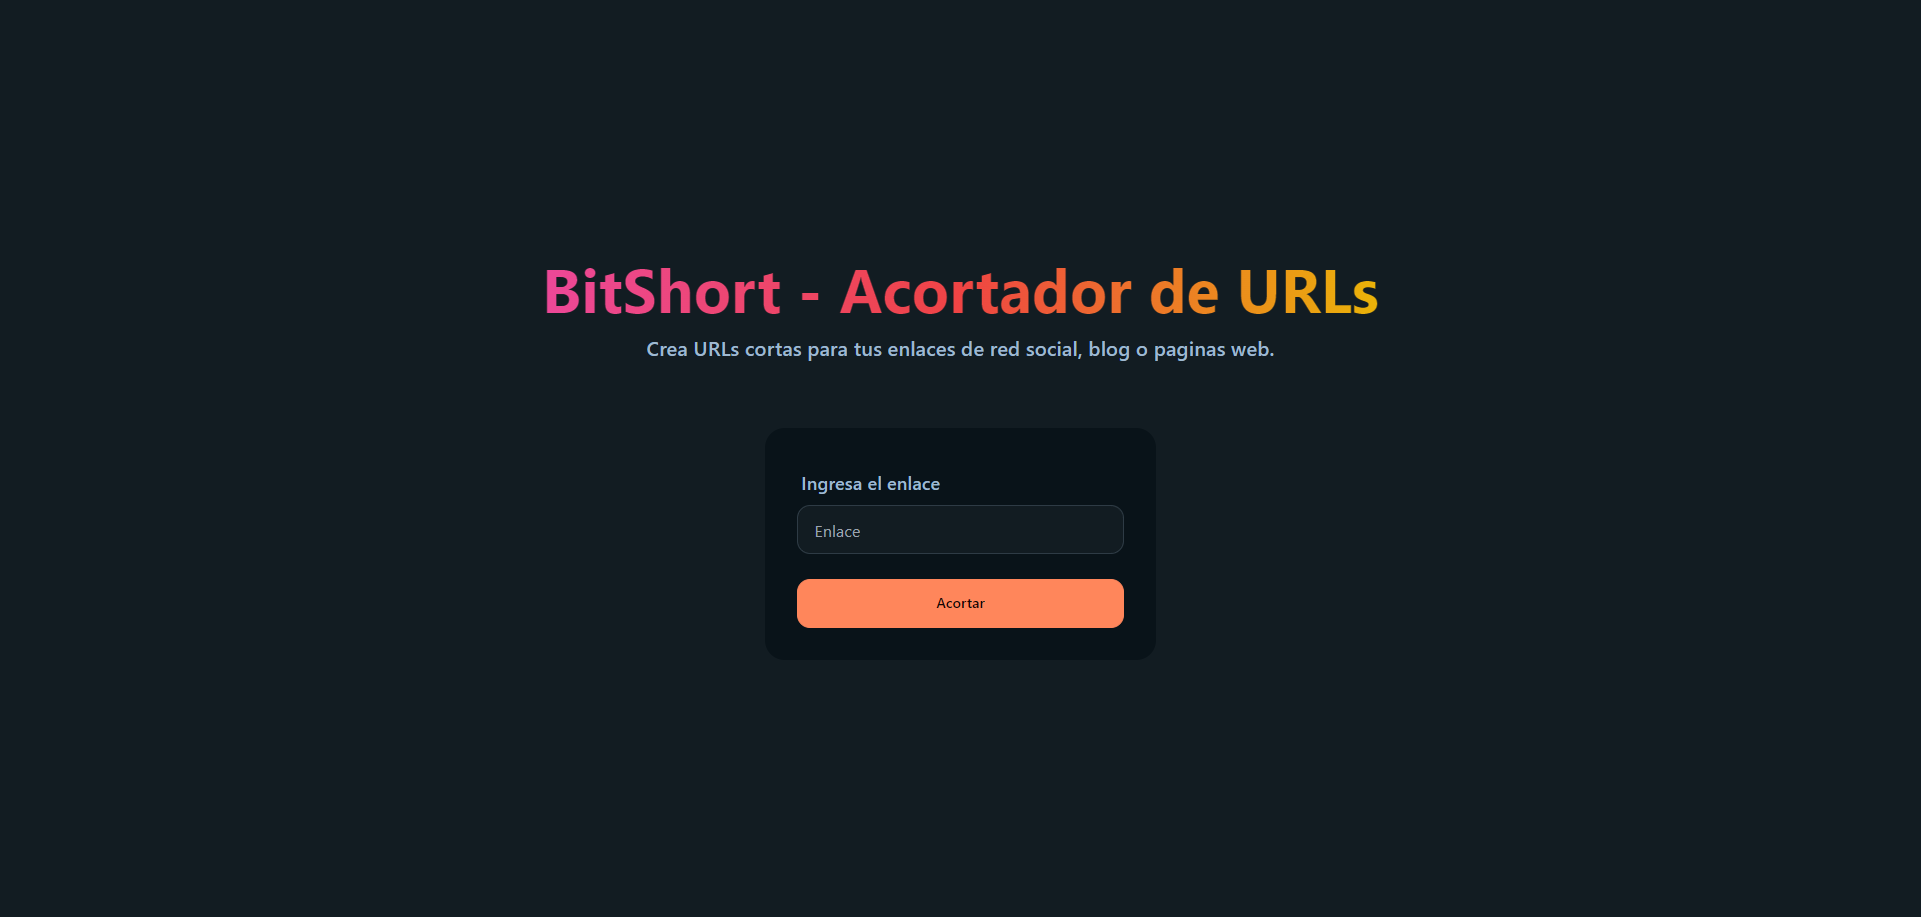 BitShort - Acortador de URLs
Crea URLs cortas para tus enlaces de red social, blog o paginas web.
Ingresa el enlace
Enlace
Acortar